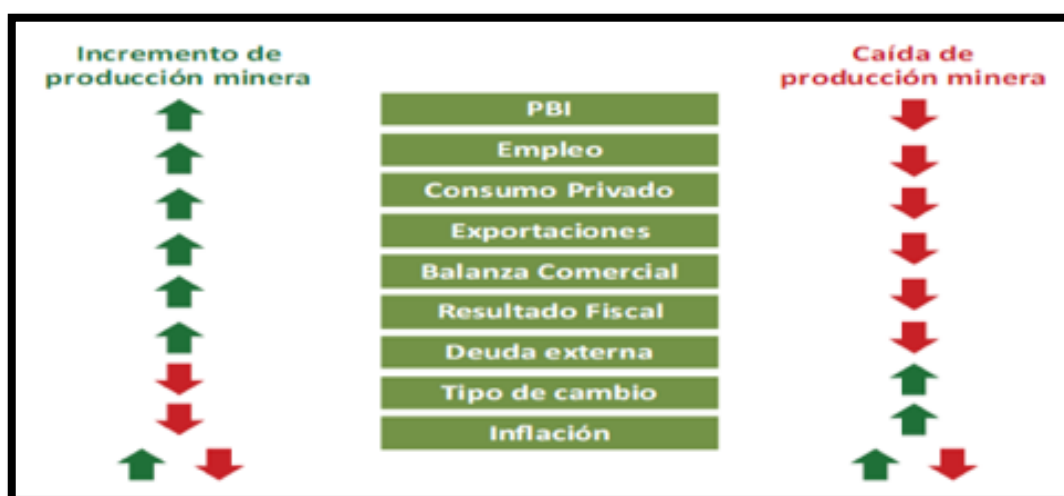 Incremento de
producción minera
Caída de
producción minera
PBI
Empleo
Consumo Privado
Exportaciones
Balanza Comercial
Resultado Fiscal
Deuda externa
Tipo de cambio
Inflación